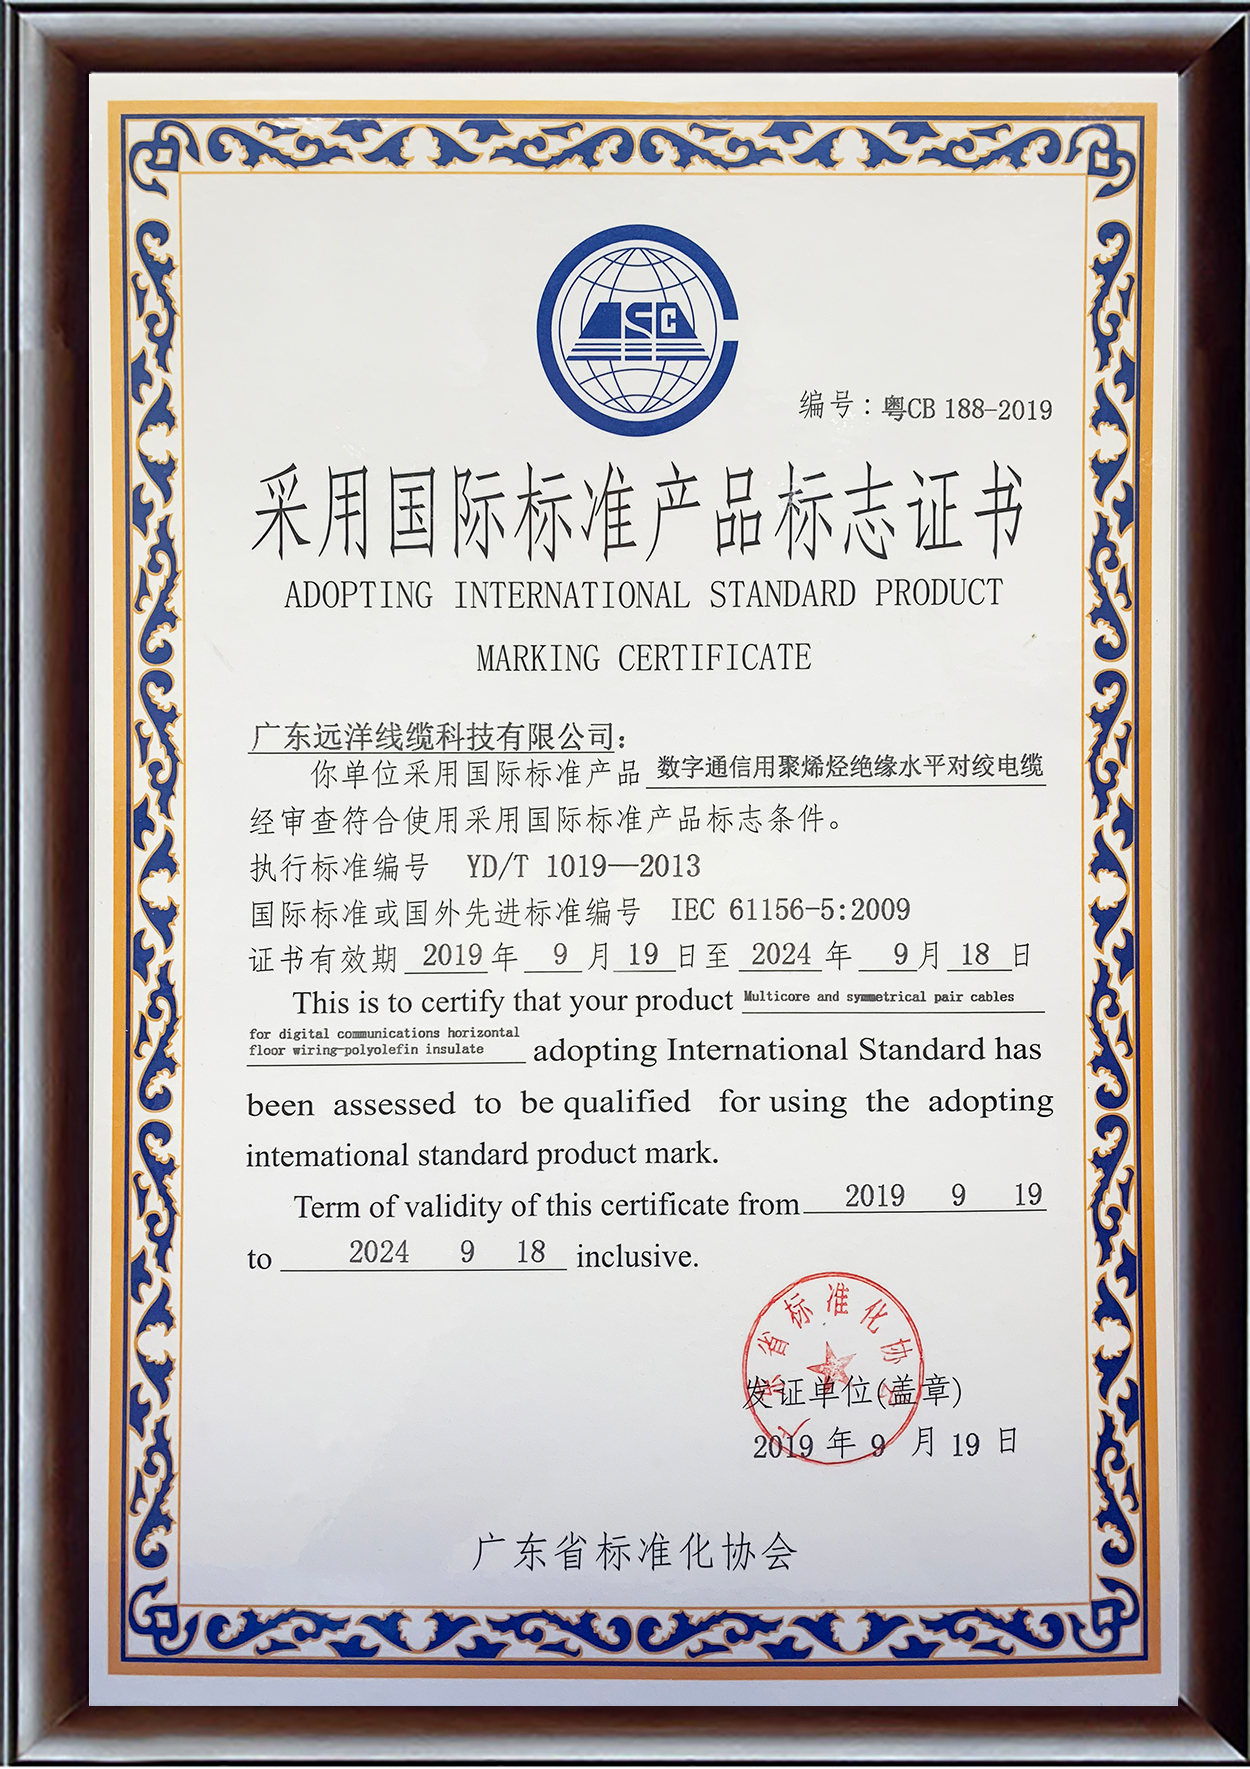 ISC
编号：粤CB 188-2019
采用国际标准产品标志证书
ADOPTING INTERNATIONAL STANDARD PRODUCT
MARKING CERTIFICATE
广东远洋线缆科技有限公司：
你单位采用国际标准产品 数字通信用聚烯烃绝缘水平对绞电缆
经审查符合使用采用国际标准产品标志条件。
执行标准编号 YD/T 1019—2013
国际标准或国外先进标准编号 IEC 61156-5:2009
证书有效期 2019 年 9 月 19 日至 2024 年 9 月 18 日
This is to certify that your product Multicore and symmetrical pair cables
for digital communications horizontal
floor wiring-polyolefin insulate adopting International Standard has
been assessed to be qualified for using the adopting
intemational standard product mark.
Term of validity of this certificate from 2019 9 19
to 2024 9 18 inclusive.
广东省标准化协会
发证单位(盖章)
2019 年 9 月 19 日
广东省标准化协会